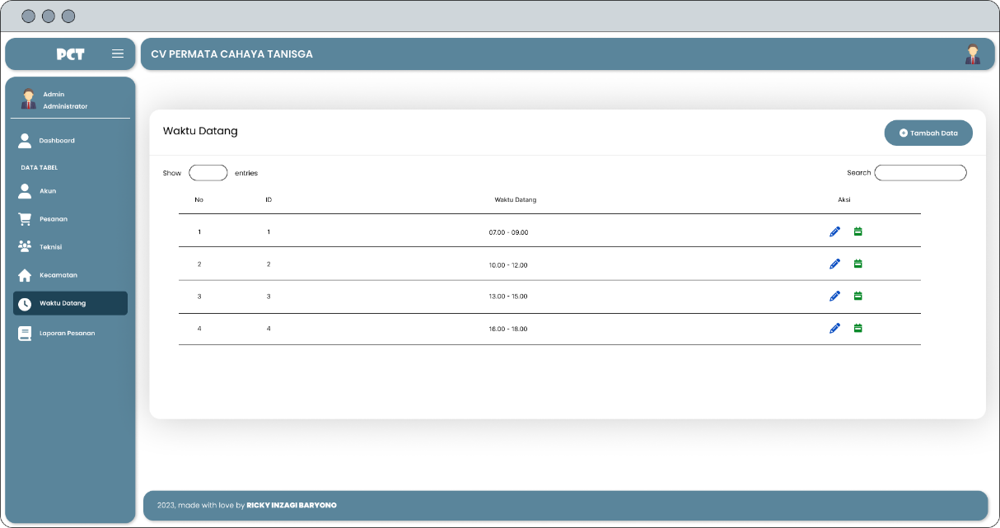 PCT
CV PERMATA CAHAYA TANISGA
Admin
Administrator
Dashboard
DATA TABEL
Akun
Pesanan
Teknisi
Kecamatan
Waktu Datang
Laporan Pesanan
Waktu Datang
Tambah Data
Show entries
Search
No ID Waktu Datang Aksi
1 1 07.00 - 09.00
2 2 10.00 - 12.00
3 3 13.00 - 15.00
4 4 16.00 - 18.00
2023, made with love by RICKY INZAGI BARYONO